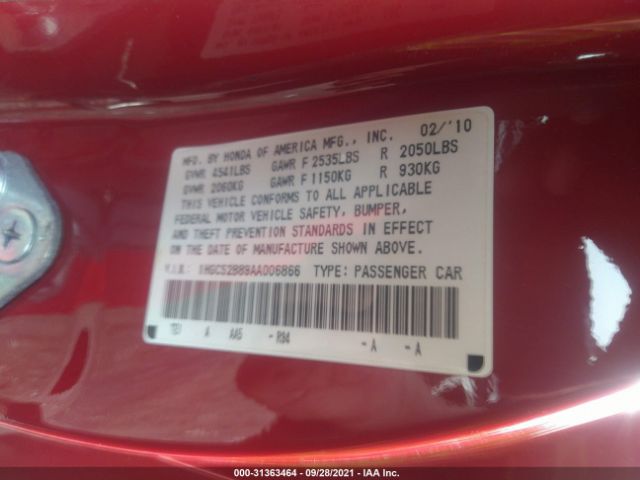 MFD. BY HONDA OF AMERICA MFG., INC. 02/'10
GVWR 4541LBS GAWR F 2535LBS R 2050LBS
GVWR 2060KG GAWR F 1150KG R 930KG
THIS VEHICLE CONFORMS TO ALL APPLICABLE
FEDERAL MOTOR VEHICLE SAFETY, BUMPER,
AND THEFT PREVENTION STANDARDS IN EFFECT
ON THE DATE OF MANUFACTURE SHOWN ABOVE.
V.I.N.: 1HGCS2B89AA006866 TYPE: PASSENGER CAR
A AA5 - R94 - A - A
000-31363464 - 09/28/2021 - IAA Inc.